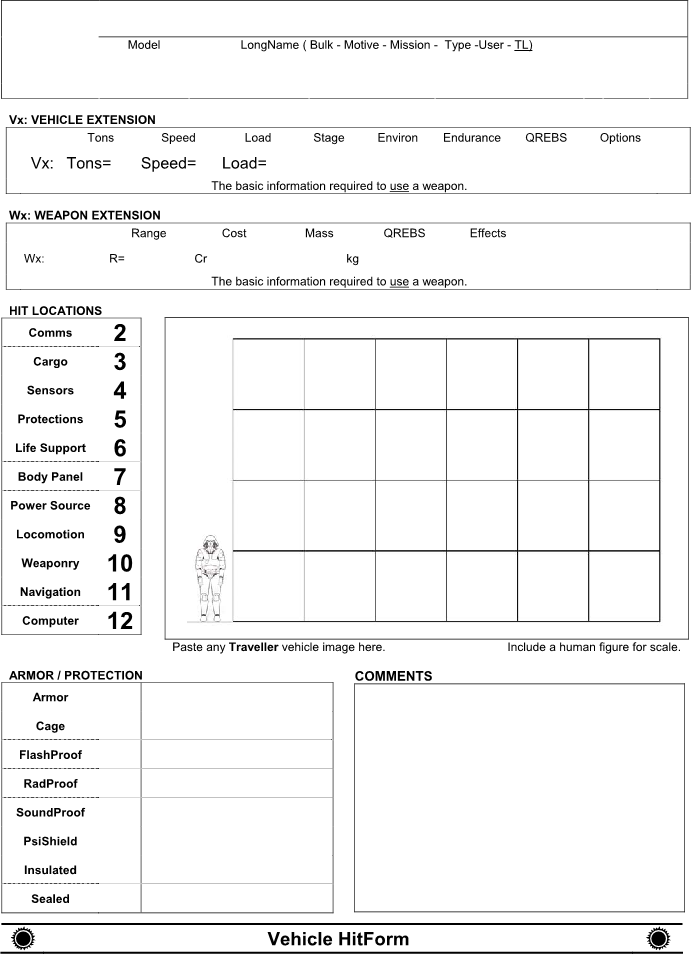 Model LongName ( Bulk - Motive - Mission - Type -User - TL)
Vx: VEHICLE EXTENSION
Tons Speed Load Stage Environ Endurance QREBS Options
Vx: Tons= Speed= Load=
The basic information required to use a weapon.
Wx: WEAPON EXTENSION
Range Cost Mass QREBS Effects
Wx: R= Cr kg
The basic information required to use a weapon.
HIT LOCATIONS
Comms 2
Cargo 3
Sensors 4
Protections 5
Life Support 6
Body Panel 7
Power Source 8
Locomotion 9
Weaponry 10
Navigation 11
Computer 12
Paste any Traveller vehicle image here. Include a human figure for scale.
ARMOR / PROTECTION
Armor
Cage
FlashProof
RadProof
SoundProof
PsiShield
Insulated
Sealed
COMMENTS
Vehicle HitForm